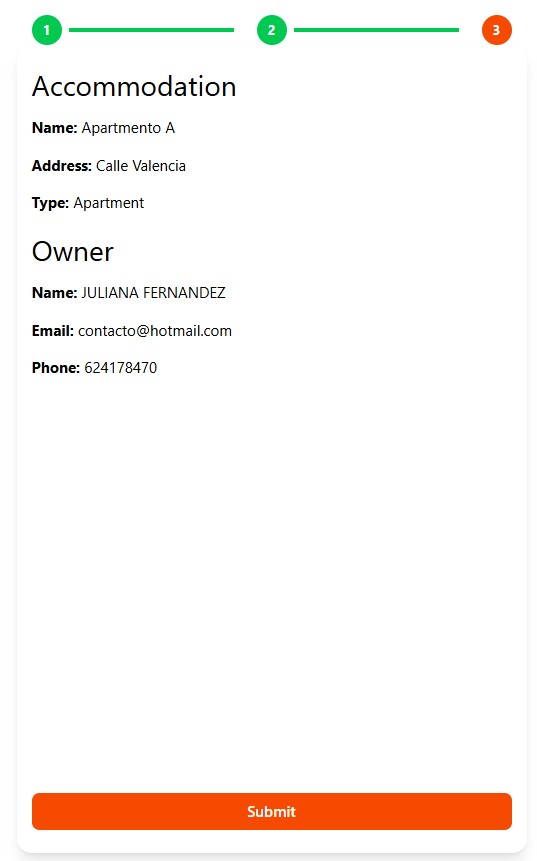 1 2 3
Accommodation
Name: Apartmento A
Address: Calle Valencia
Type: Apartment
Owner
Name: JULIANA FERNANDEZ
Email: contacto@hotmail.com
Phone: 624178470
Submit